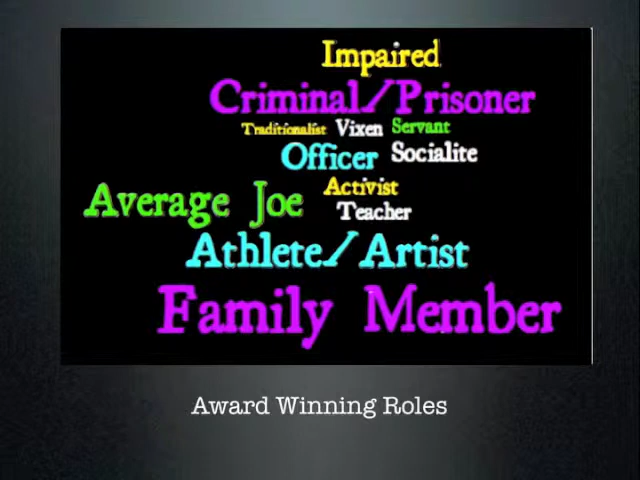 Impaired
Criminal/Prisoner
Traditionalist Vixen Servant
Officer Socialite
Average Joe Activist
Teacher
Athlete/Artist
Family Member
Award Winning Roles